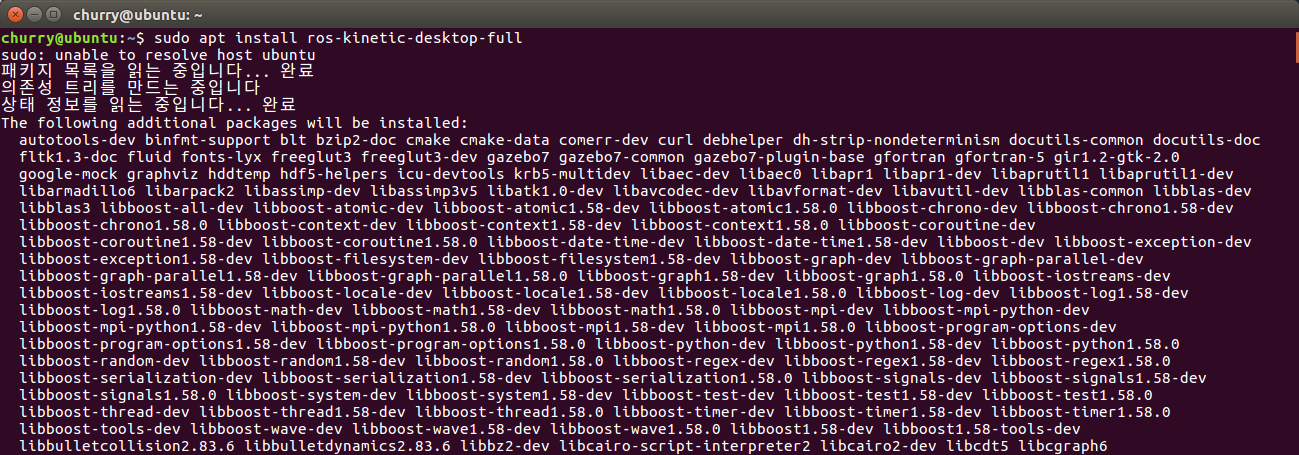 churry@ubuntu: ~
churry@ubuntu:~$ sudo apt install ros-kinetic-desktop-full
sudo: unable to resolve host ubuntu
패키지 목록을 읽는 중입니다... 완료
의존성 트리를 만드는 중입니다
상태 정보를 읽는 중입니다... 완료
The following additional packages will be installed:
autotools-dev binfmt-support blt bzip2-doc cmake cmake-data comerr-dev curl debhelper dh-strip-nondeterminism docutils-common docutils-doc
fltk1.3-doc fluid fonts-lyx freeglut3 freeglut3-dev gazebo7 gazebo7-common gazebo7-plugin-base gfortran gfortran-5 gir1.2-gtk-2.0
google-mock graphviz hddtemp hdf5-helpers icu-devtools krb5-multidev libaec-dev libaec0 libapr1 libapr1-dev libaprutil1 libaprutil1-dev
libarmadillo6 libarpack2 libassimp-dev libassimp3v5 libatk1.0-dev libavcodec-dev libavformat-dev libavutil-dev libblas-common libblas-dev
libblas3 libboost-all-dev libboost-atomic-dev libboost-atomic1.58-dev libboost-atomic1.58.0 libboost-chrono-dev libboost-chrono1.58-dev
libboost-chrono1.58.0 libboost-context-dev libboost-context1.58-dev libboost-context1.58.0 libboost-coroutine-dev
libboost-coroutine1.58-dev libboost-coroutine1.58.0 libboost-date-time-dev libboost-date-time1.58-dev libboost-dev libboost-exception-dev
libboost-exception1.58-dev libboost-filesystem-dev libboost-filesystem1.58-dev libboost-graph-dev libboost-graph-parallel-dev
libboost-graph-parallel1.58-dev libboost-graph-parallel1.58.0 libboost-graph1.58-dev libboost-graph1.58.0 libboost-iostreams-dev
libboost-iostreams1.58-dev libboost-locale-dev libboost-locale1.58-dev libboost-locale1.58.0 libboost-log-dev libboost-log1.58-dev
libboost-log1.58.0 libboost-math-dev libboost-math1.58-dev libboost-math1.58.0 libboost-mpi-dev libboost-mpi-python-dev
libboost-mpi-python1.58-dev libboost-mpi-python1.58.0 libboost-mpi1.58-dev libboost-mpi1.58.0 libboost-program-options-dev
libboost-program-options1.58-dev libboost-program-options1.58.0 libboost-python-dev libboost-python1.58-dev libboost-python1.58.0
libboost-random-dev libboost-random1.58-dev libboost-random1.58.0 libboost-regex-dev libboost-regex1.58-dev libboost-regex1.58.0
libboost-serialization-dev libboost-serialization1.58-dev libboost-serialization1.58.0 libboost-signals-dev libboost-signals1.58-dev
libboost-signals1.58.0 libboost-system-dev libboost-system1.58-dev libboost-test-dev libboost-test1.58-dev libboost-test1.58.0
libboost-thread-dev libboost-thread1.58-dev libboost-thread1.58.0 libboost-timer-dev libboost-timer1.58-dev libboost-timer1.58.0
libboost-tools-dev libboost-wave-dev libboost-wave1.58-dev libboost-wave1.58.0 libboost1.58-dev libboost1.58-tools-dev
libbulletcollision2.83.6 libbulletdynamics2.83.6 libbz2-dev libcairo-script-interpreter2 libcairo2-dev libcdt5 libcgraph6